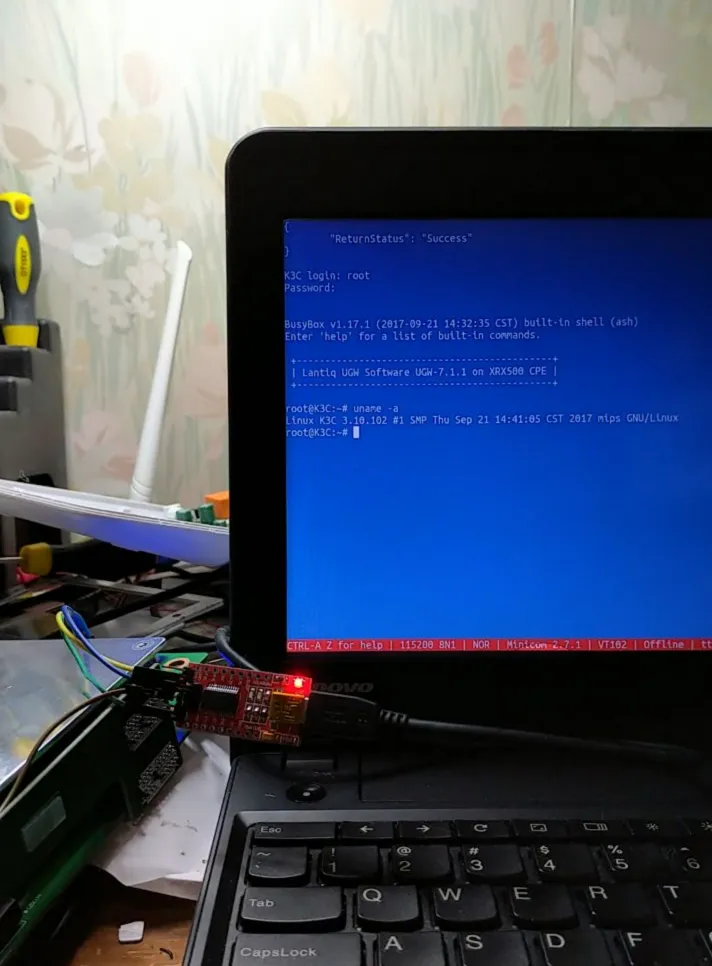 {
"ReturnStatus": "Success"
}
K3C login: root
Password:
BusyBox v1.17.1 (2017-09-21 14:32:35 CST) built-in shell (ash)
Enter 'help' for a list of built-in commands.
+-----------------------------------------------+
| Lantiq UGW Software UGW-7.1.1 on XRX500 CPE |
+-----------------------------------------------+
root@K3C:~# uname -a
Linux K3C 3.10.102 #1 SMP Thu Sep 21 14:41:05 CST 2017 mips GNU/Linux
root@K3C:~#
CTRL-A Z for help | 115200 8N1 | NOR | Minicom 2.7.1 | VT102 | Offline | tt
Esc
~ ! 1 @ 2 # 3 $ 4 % 5 ^ 6
Tab Q W E R T
CapsLock A S D F